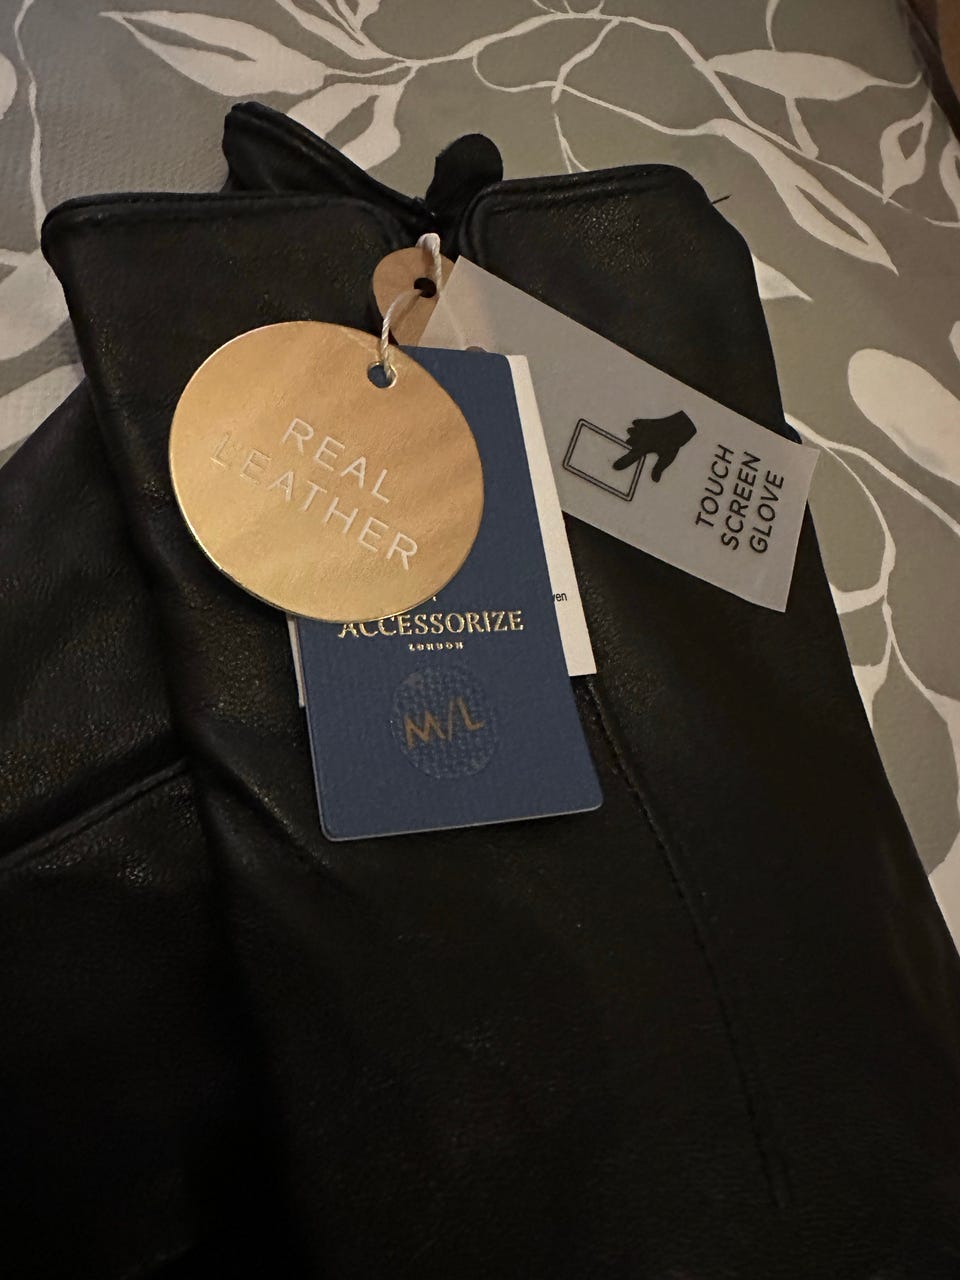 REAL
LEATHER
TOUCH
SCREEN
GLOVE
ACCESSORIZE
LONDON
M/L